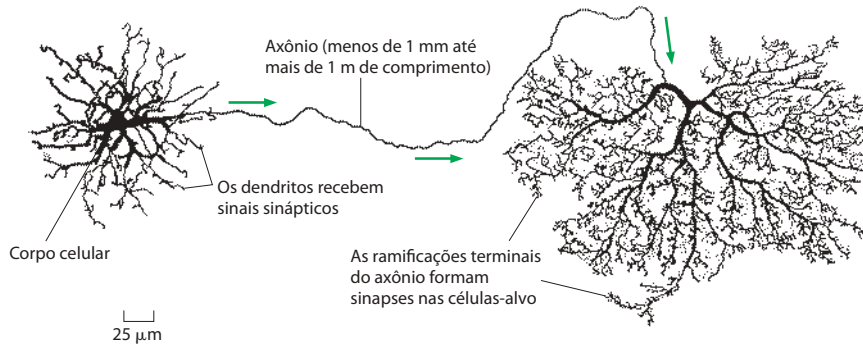 Axônio (menos de 1 mm até
mais de 1 m de comprimento)
Os dendritos recebem
sinais sinápticos
Corpo celular
As ramificações terminais
do axônio formam
sinapses nas células-alvo
25 μm